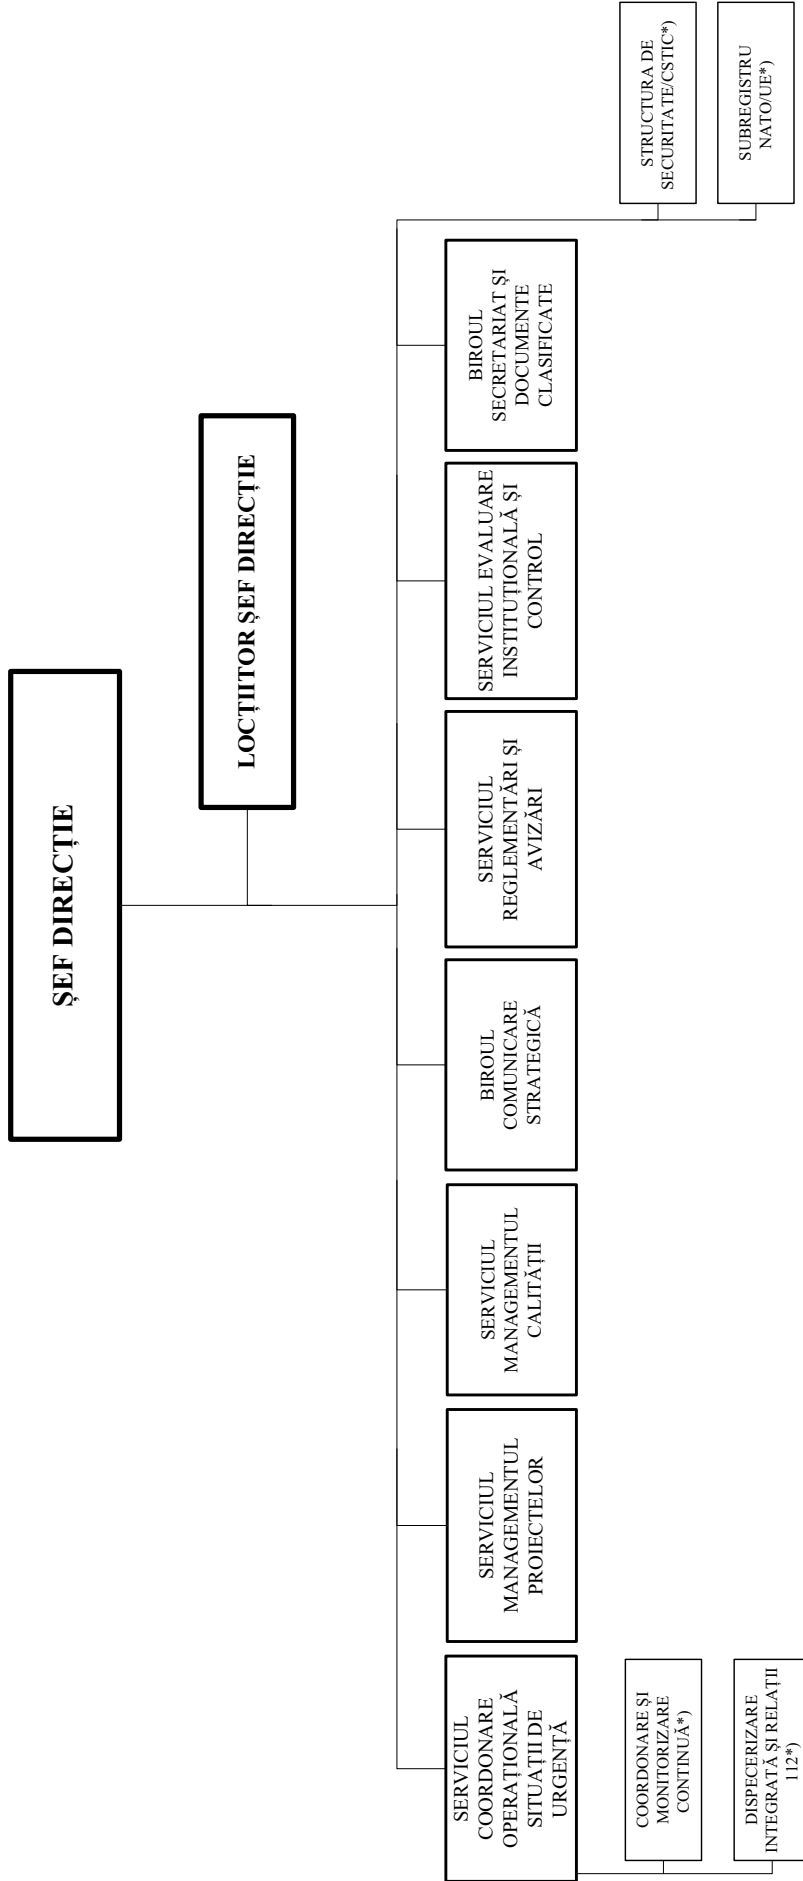 ȘEF DIRECȚIE
LOCȚIITOR ȘEF DIRECȚIE
SERVICIUL
COORDONARE
OPERAȚIONALĂ
SITUAȚII DE
URGENȚĂ
SERVICIUL
MANAGEMENTUL
PROIECTELOR
SERVICIUL
MANAGEMENTUL
CALITĂȚII
BIROUL
COMUNICARE
STRATEGICĂ
SERVICIUL
REGLEMENTĂRI ȘI
AVIZĂRI
SERVICIUL EVALUARE
INSTITUȚIONALĂ ȘI
CONTROL
BIROUL
SECRETARIAT ȘI
DOCUMENTE
CLASIFICATE
COORDONARE ȘI
MONITORIZARE
CONTINUĂ*)
DISPECERIZARE
INTEGRATĂ ȘI RELAȚII
112*)
STRUCTURA DE
SECURITATE/CSTIC*)
SUBREGISTRU
NATO/UE*)